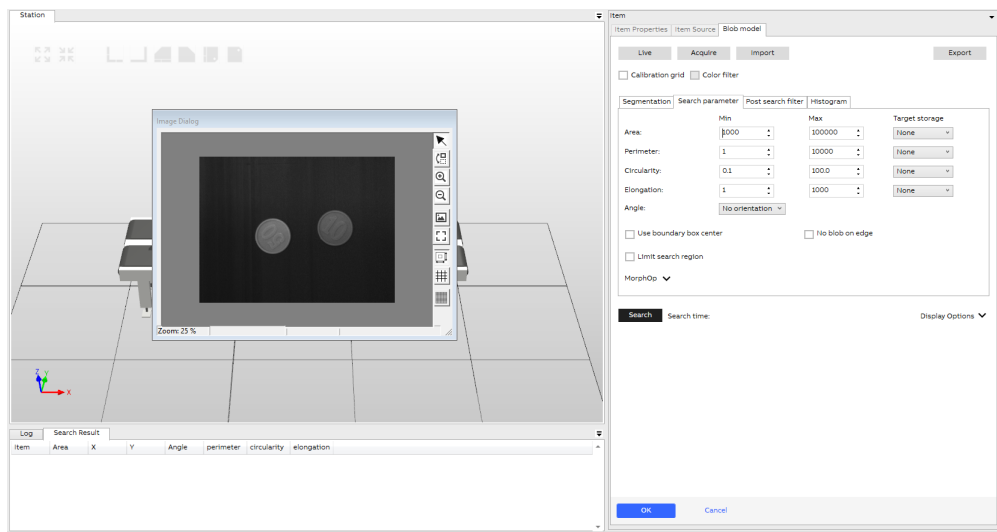 Station
Image Dialog
Zoom: 25 %
Z Y
X
Log Search Result
Item Area X Y Angle perimeter circularity elongation
Item
Item Properties Item Source Blob model
Live Acquire Import Export
Calibration grid Color filter
Segmentation Search parameter Post search filter Histogram
Min Max Target storage
Area: 1000 100000 None
Perimeter: 1 10000 None
Circularity: 0.1 100.0 None
Elongation: 1 1000 None
Angle: No orientation
Use boundary box center No blob on edge
Limit search region
MorphOp
Search Search time: Display Options
OK Cancel